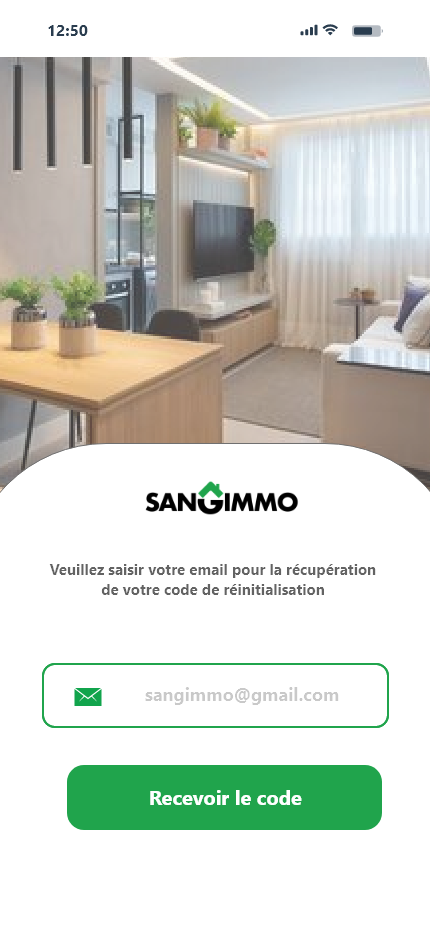 12:50
SANGIMMO
Veuillez saisir votre email pour la récupération
de votre code de réinitialisation
sangimmo@gmail.com
Recevoir le code